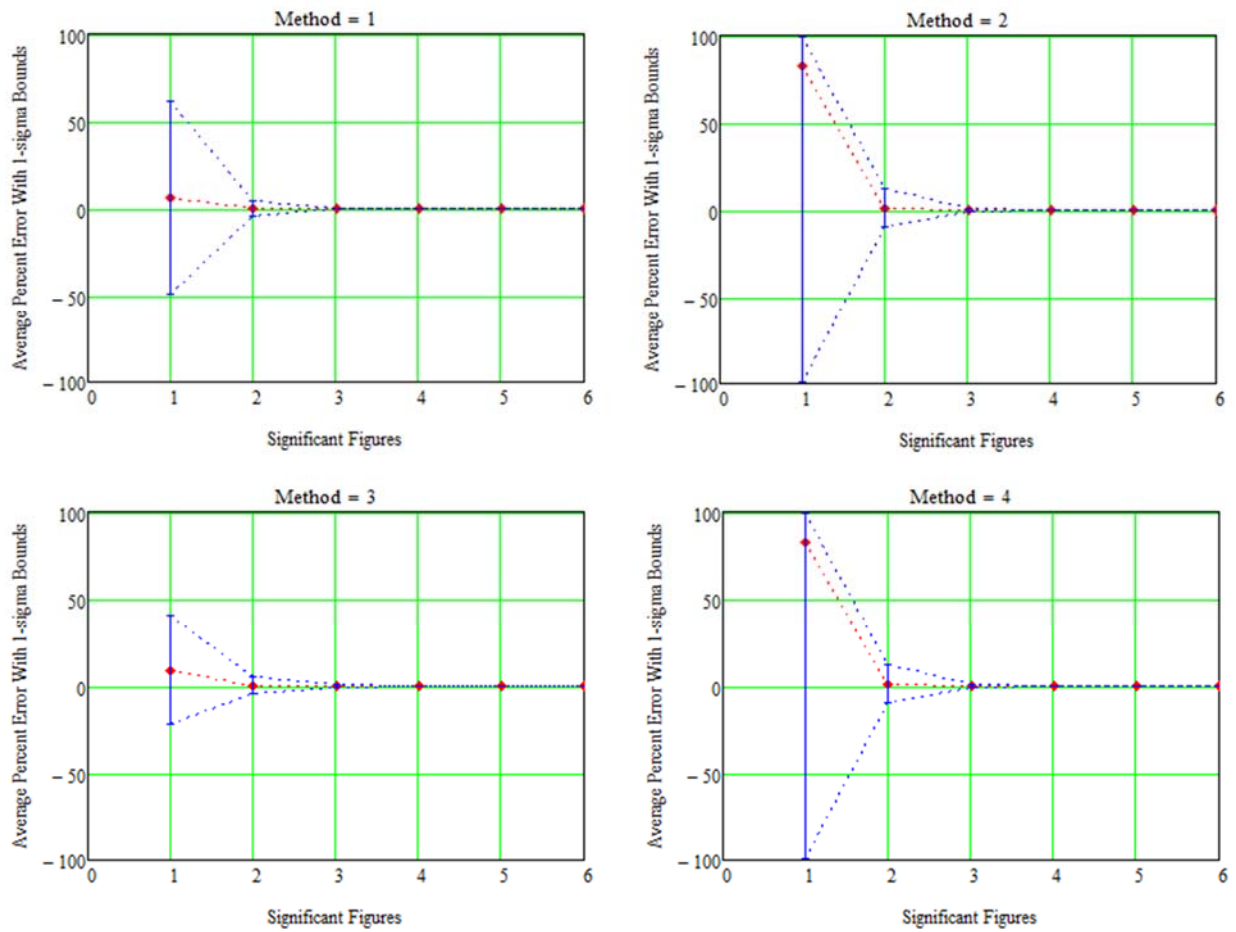 Method = 1
Average Percent Error With 1-sigma Bounds
100
50
0
− 50
− 100
0 1 2 3 4 5 6
Significant Figures
Method = 2
Average Percent Error With 1-sigma Bounds
100
50
0
− 50
− 100
0 1 2 3 4 5 6
Significant Figures
Method = 3
Average Percent Error With 1-sigma Bounds
100
50
0
− 50
− 100
0 1 2 3 4 5 6
Significant Figures
Method = 4
Average Percent Error With 1-sigma Bounds
100
50
0
− 50
− 100
0 1 2 3 4 5 6
Significant Figures